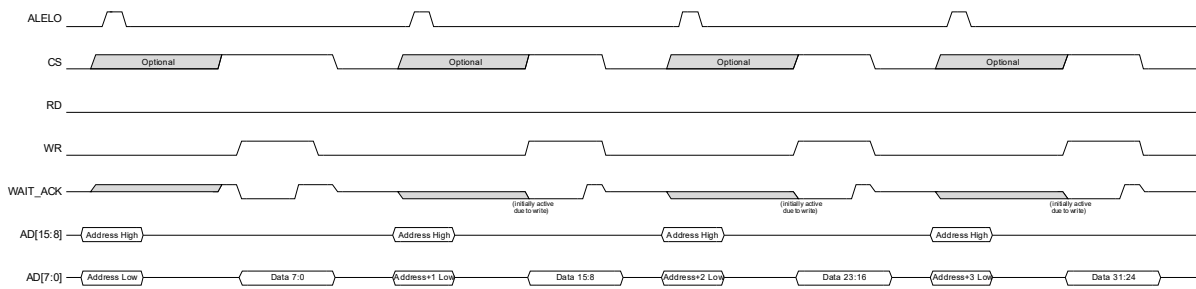 ALELO
CS Optional Optional Optional Optional
RD
WR
WAIT_ACK
(initially active (initially active (initially active
due to write) due to write) due to write)
AD[15:8] Address High Address High Address High Address High
AD[7:0] Address Low Data 7:0 Address+1 Low Data 15:8 Address+2 Low Data 23:16 Address+3 Low Data 31:24